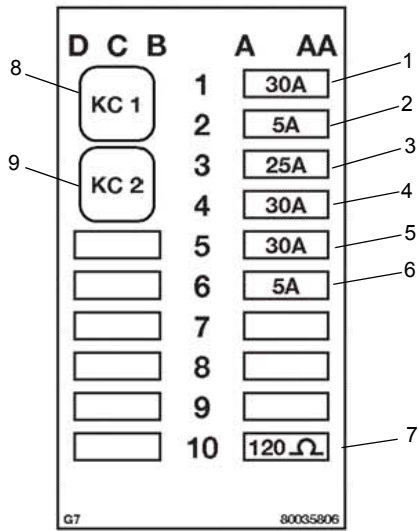 D C B A AA
8 KC 1 1 30A 1
2 5A 2
9 KC 2 3 25A 3
4 30A 4
5 30A 5
6 5A 6
7
8
9
10 120 Ω 7
G7 80035806